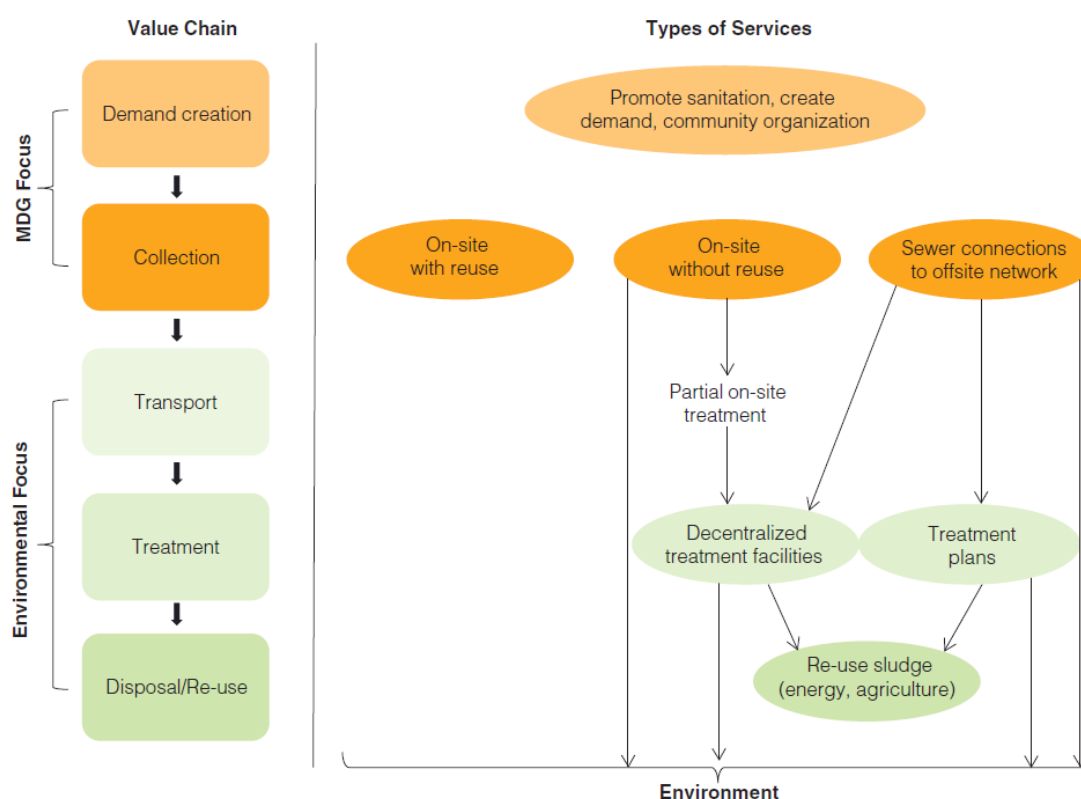 Value Chain
Types of Services
MDG Focus
Environmental Focus
Demand creation
Promote sanitation, create
demand, community organization
Collection
On-site
with reuse
On-site
without reuse
Sewer connections
to offsite network
Transport
Partial on-site
treatment
Treatment
Decentralized
treatment facilities
Treatment
plans
Disposal/Re-use
Re-use sludge
(energy, agriculture)
Environment